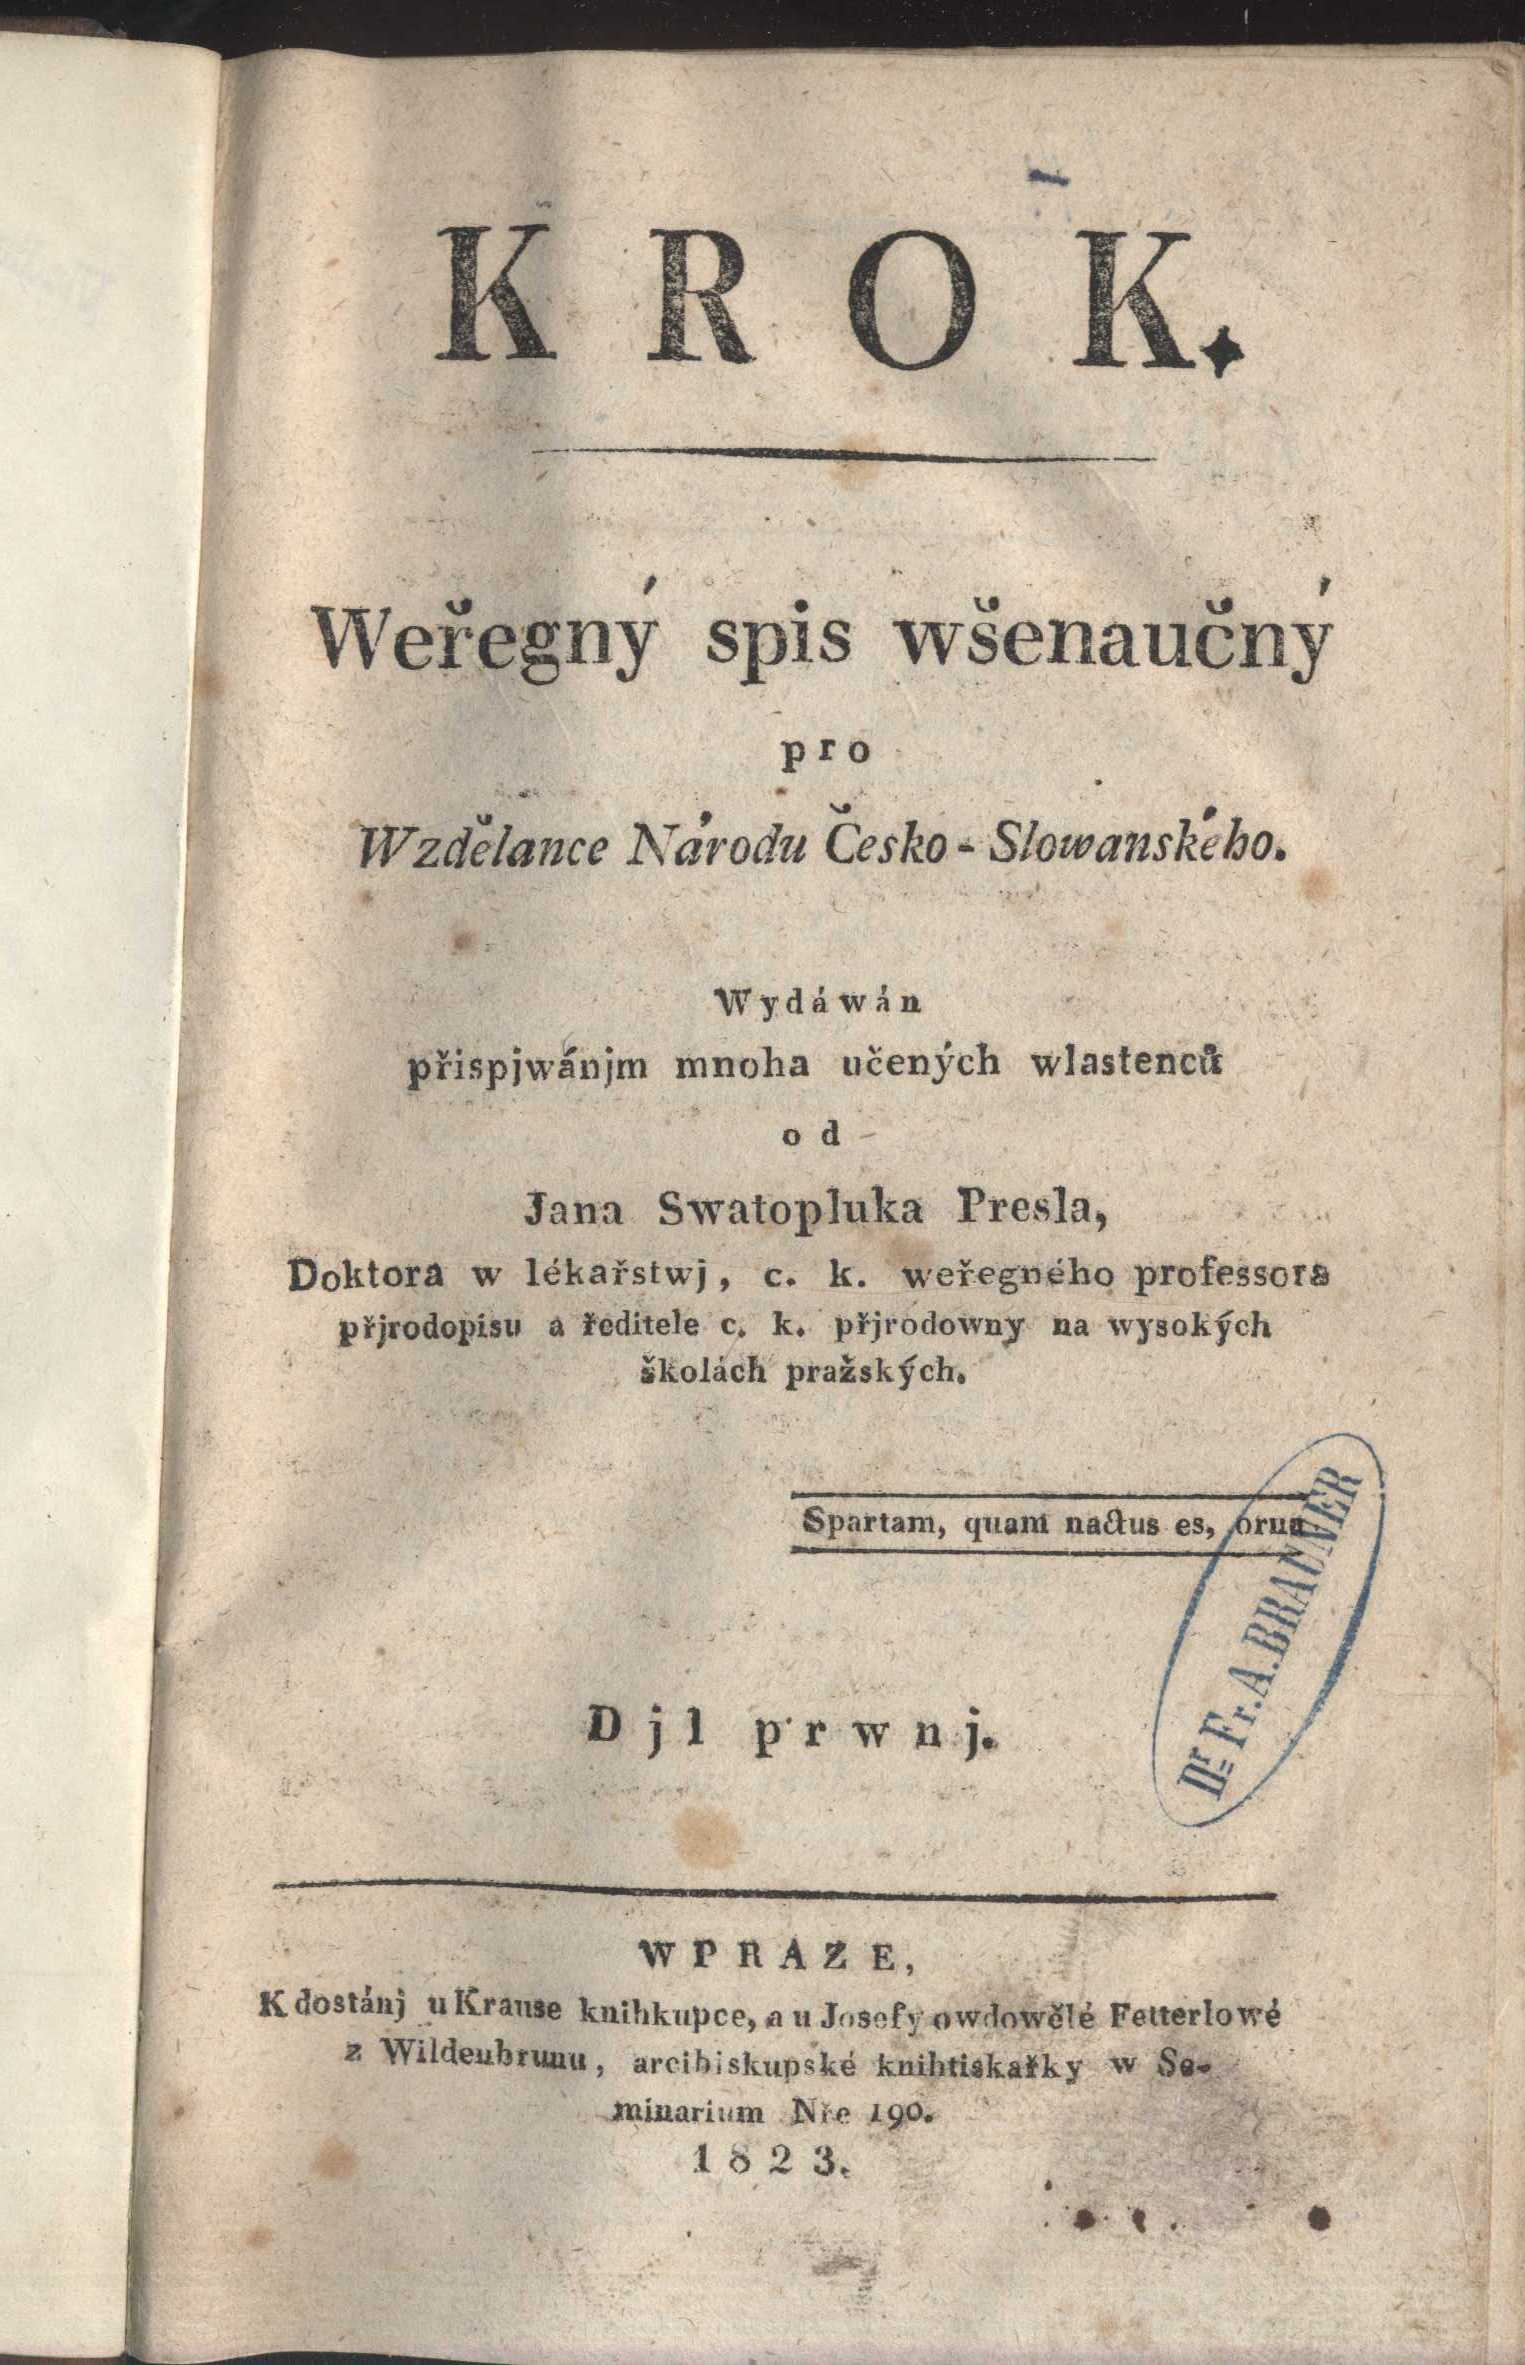 KROK.
Weřegný spis wšenaučný
pro
Wzdělance Národu Česko-Slowanského.
Wydáwán
přispjwánjm mnoha učených wlastenců
od
Jana Swatopluka Presla,
Doktora w lékařstwj, c. k. weřegného professora
přjrodopisu a ředitele c. k. přjrodowny na wysokých
školách pražských.
Spartam, quam nactus es, orna
Djl prwnj.
WPRAZE,
K dostánj u Krause knihkupce, a u Josefy owdowělé Fetterlowé
z Wildenbrunu, arcibiskupské knihtiskařky w Se-
minarium Nře 190.
1823.
Dr Fr. A. BRAUNER